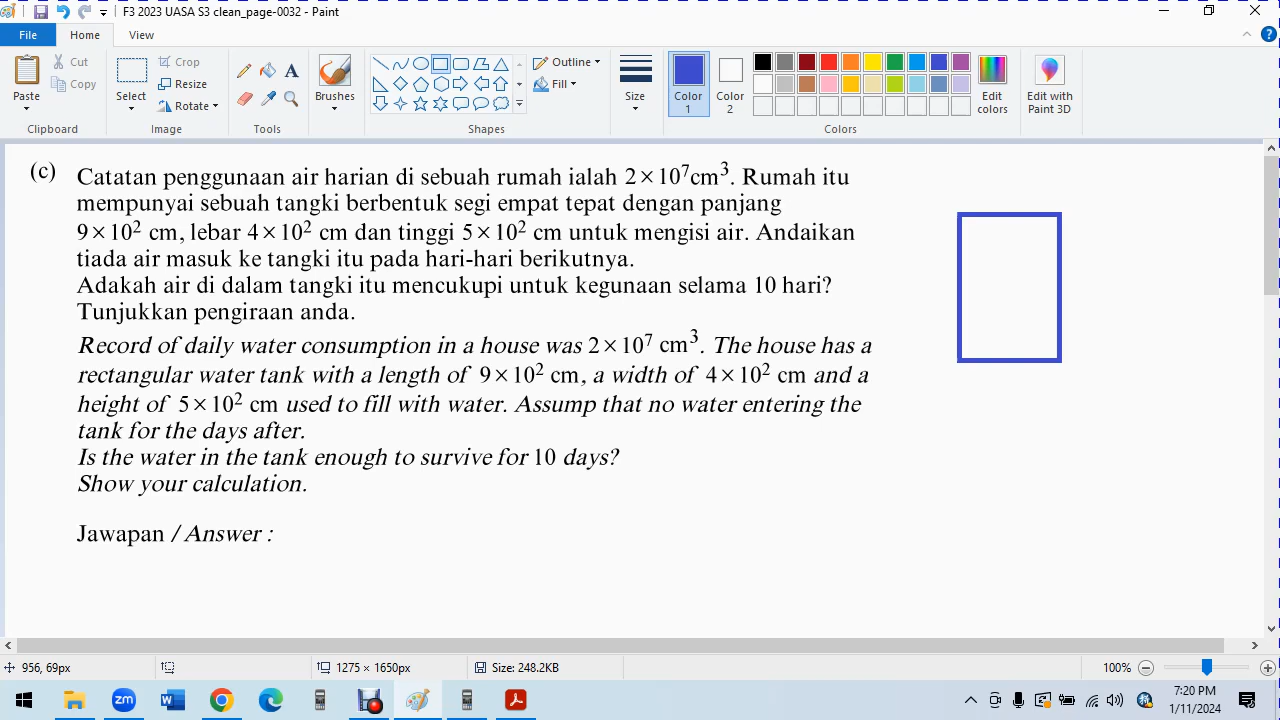 F3 2023 UASA S3 clean_page-0032 - Paint
File Home View
Paste Cut Copy Clipboard
Select Crop Resize Rotate Image
Tools
Brushes
Outline Fill Shapes
Size
Color 1 Color 2 Edit colors Colors
Edit with Paint 3D
(c) Catatan penggunaan air harian di sebuah rumah ialah 2 × 10⁷cm³. Rumah itu
mempunyai sebuah tangki berbentuk segi empat tepat dengan panjang
9 × 10² cm, lebar 4 × 10² cm dan tinggi 5 × 10² cm untuk mengisi air. Andaikan
tiada air masuk ke tangki itu pada hari-hari berikutnya.
Adakah air di dalam tangki itu mencukupi untuk kegunaan selama 10 hari?
Tunjukkan pengiraan anda.
Record of daily water consumption in a house was 2 × 10⁷ cm³. The house has a
rectangular water tank with a length of 9 × 10² cm, a width of 4 × 10² cm and a
height of 5 × 10² cm used to fill with water. Assump that no water entering the
tank for the days after.
Is the water in the tank enough to survive for 10 days?
Show your calculation.
Jawapan / Answer :
956, 69px 1275 × 1650px Size: 248.2KB 100%
7:20 PM
1/11/2024